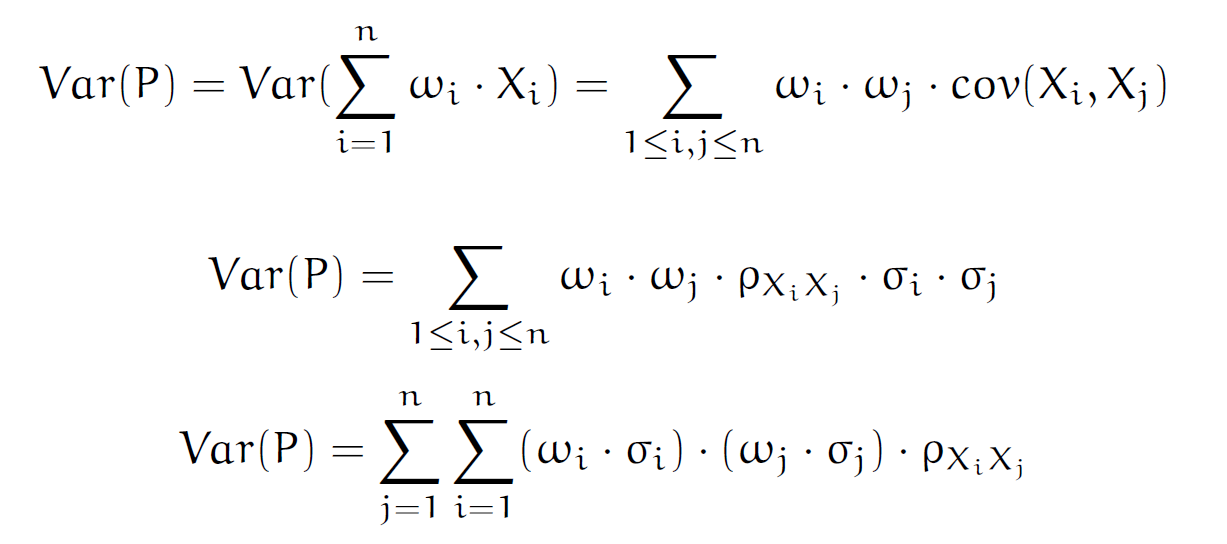 Var(P) = Var(∑_{i=1}^{n} ω_i · X_i) = ∑_{1≤i,j≤n} ω_i · ω_j · cov(X_i, X_j)
Var(P) = ∑_{1≤i,j≤n} ω_i · ω_j · ρ_{X_i X_j} · σ_i · σ_j
Var(P) = ∑_{j=1}^{n} ∑_{i=1}^{n} (ω_i · σ_i) · (ω_j · σ_j) · ρ_{X_i X_j}